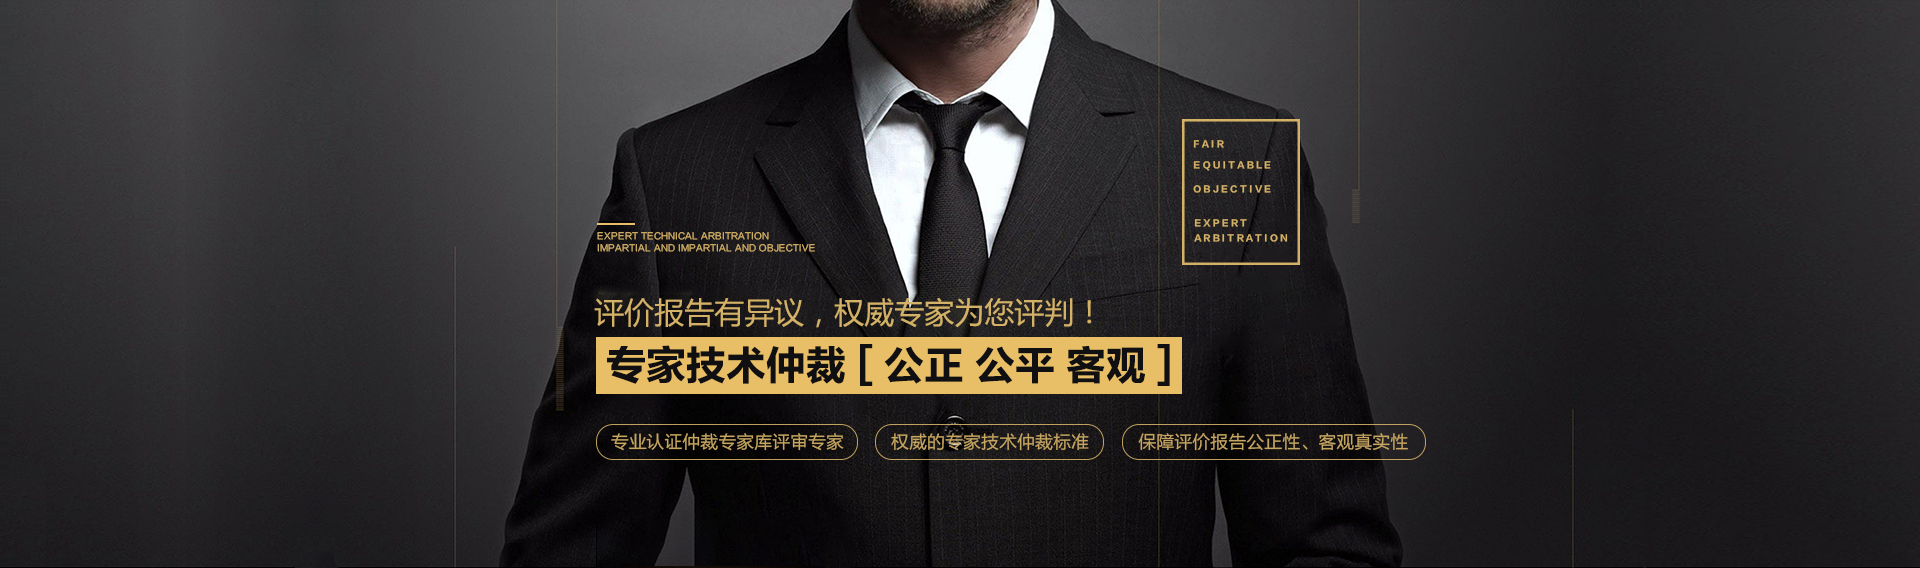 FAIR
EQUITABLE
OBJECTIVE
EXPERT
ARBITRATION
EXPERT TECHNICAL ARBITRATION
IMPARTIAL AND IMPARTIAL AND OBJECTIVE
评价报告有异议，权威专家为您评判！
专家技术仲裁 [ 公正 公平 客观 ]
专业认证仲裁专家库评审专家
权威的专家技术仲裁标准
保障评价报告公正性、客观真实性